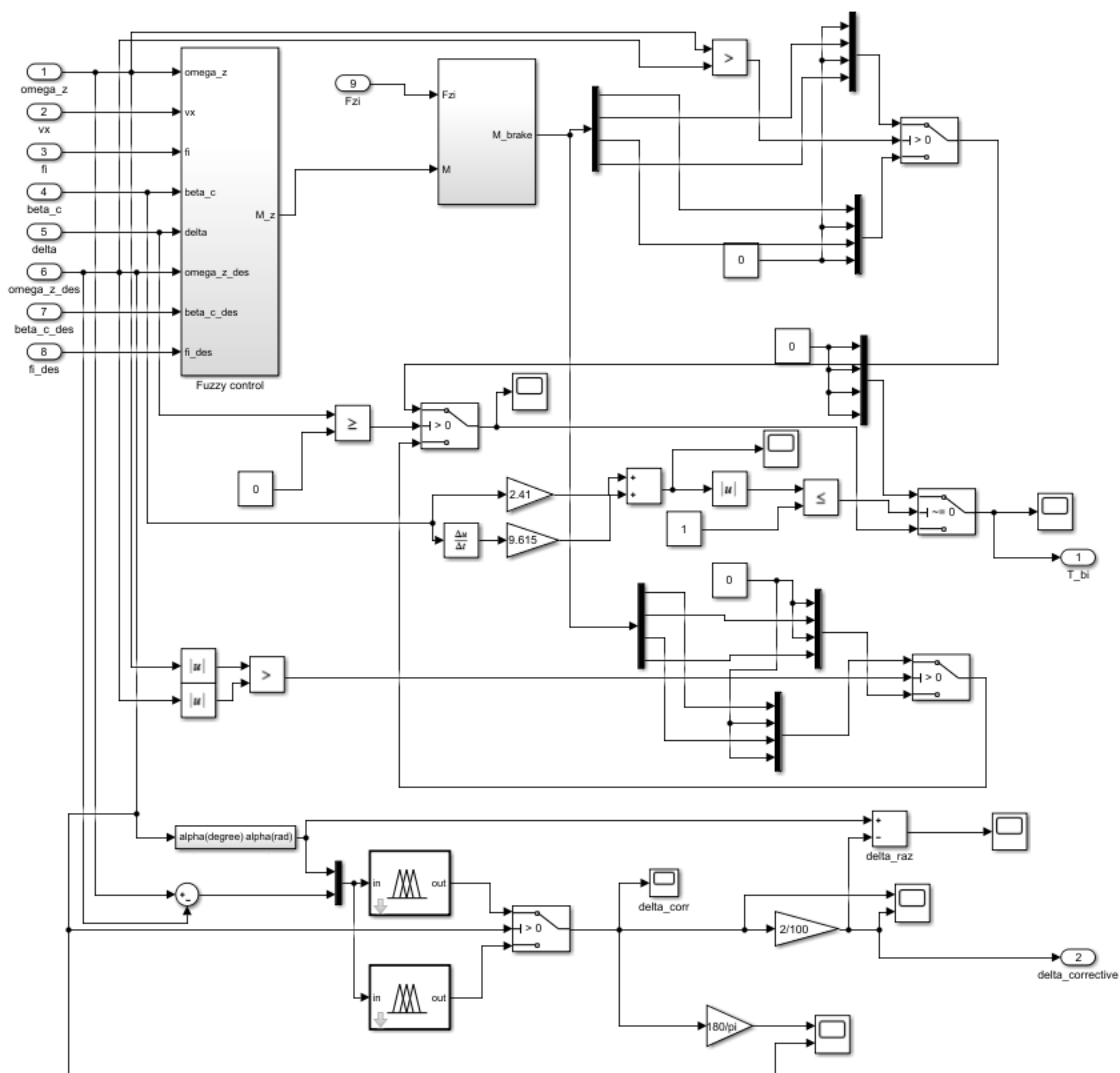 1
omega_z
2
vx
3
fi
4
beta_c
5
delta
6
omega_z_des
7
beta_c_des
8
fi_des
omega_z
vx
fi
beta_c
delta
omega_z_des
beta_c_des
fi_des
M_z
Fuzzy control
9
Fzi
Fzi
M
M_brake
>
> 0
0
0
≥
0
> 0
2.41
Δu
Δt
9.615
+
+
|u|
1
≤
~= 0
1
T_bi
0
|u|
|u|
>
> 0
alpha(degree) alpha(rad)
+
-
in
out
in
out
> 0
delta_corr
+
-
delta_raz
2/100
2
delta_corrective
180/pi